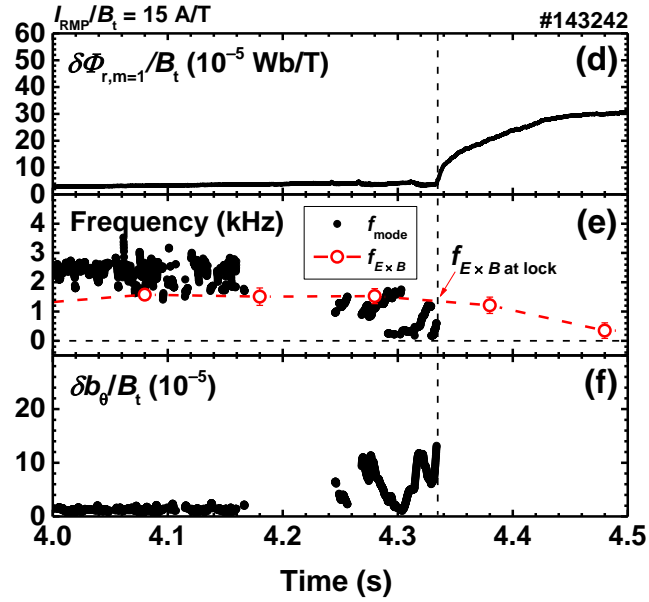 I_RMP/B_t = 15 A/T #143242
60
50
40
30
20
10
0
δΦ_r,m=1/B_t (10⁻⁵ Wb/T) (d)
4
3
2
1
0
Frequency (kHz) (e)
f_mode
f_E×B
f_E×B at lock
20
10
0
δb_θ/B_t (10⁻⁵) (f)
4.0 4.1 4.2 4.3 4.4 4.5
Time (s)